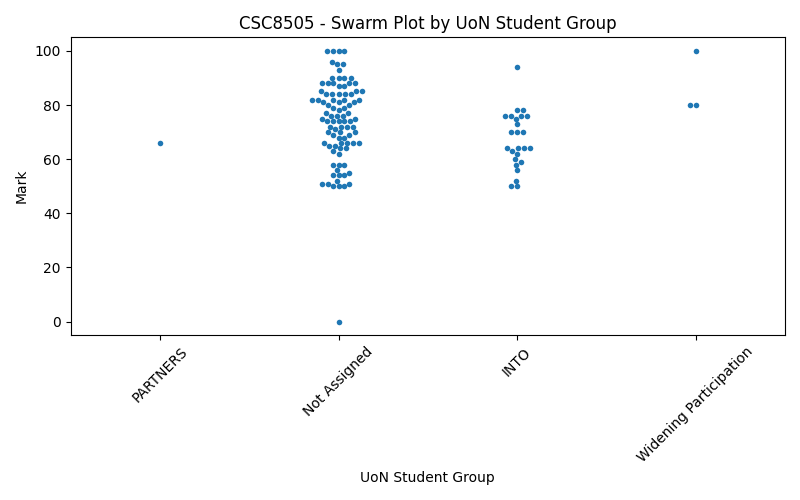 CSC8505 - Swarm Plot by UoN Student Group
Mark
100
80
60
40
20
0
PARTNERS
Not Assigned
INTO
Widening Participation
UoN Student Group